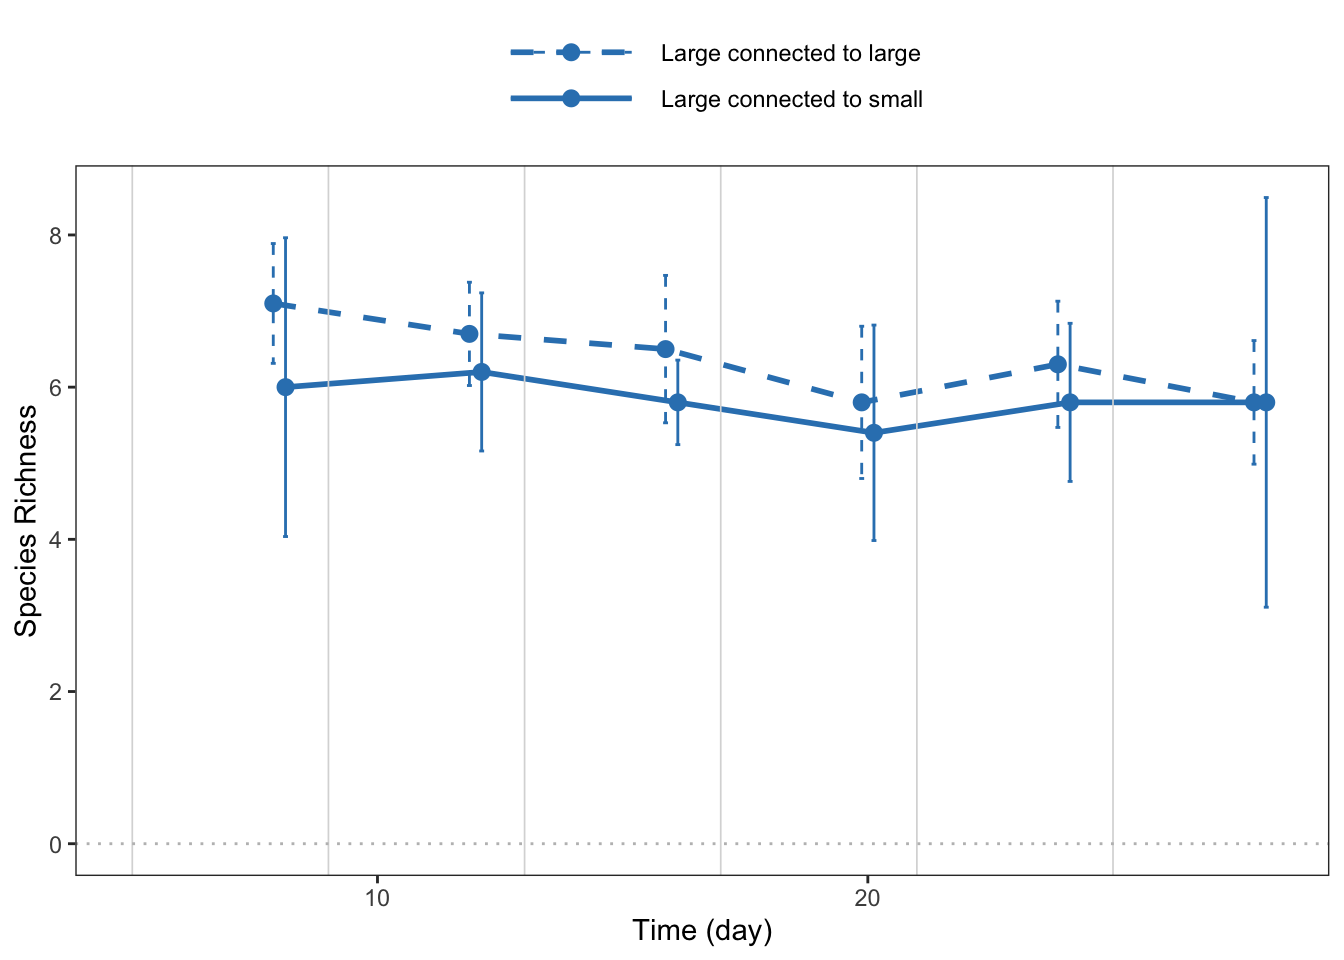 Large connected to large
Large connected to small
8
6
4
2
0
Species Richness
10 20
Time (day)